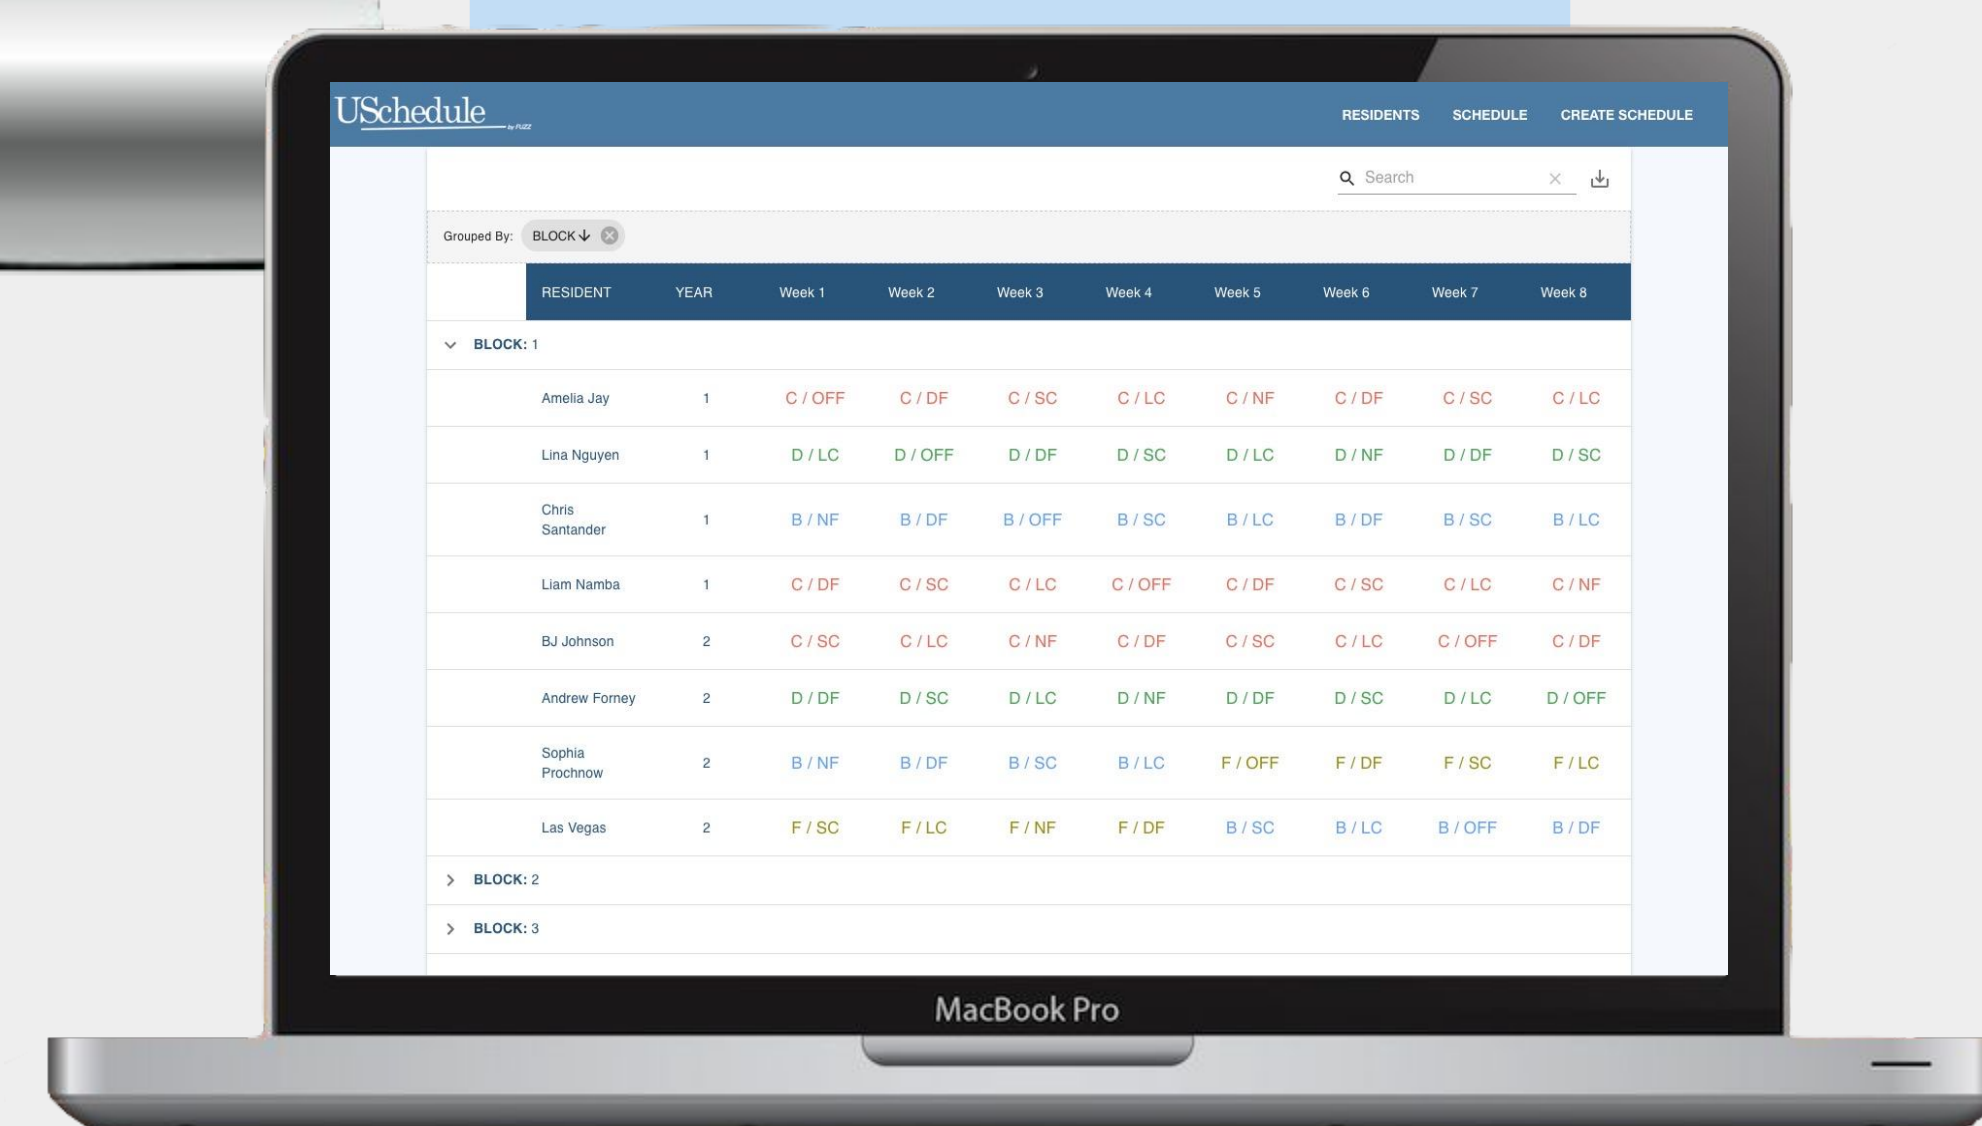 USchedule
by FUZZ
RESIDENTS SCHEDULE CREATE SCHEDULE
Search
Grouped By: BLOCK
RESIDENT YEAR Week 1 Week 2 Week 3 Week 4 Week 5 Week 6 Week 7 Week 8
BLOCK: 1
Amelia Jay 1 C / OFF C / DF C / SC C / LC C / NF C / DF C / SC C / LC
Lina Nguyen 1 D / LC D / OFF D / DF D / SC D / LC D / NF D / DF D / SC
Chris
Santander 1 B / NF B / DF B / OFF B / SC B / LC B / DF B / SC B / LC
Liam Namba 1 C / DF C / SC C / LC C / OFF C / DF C / SC C / LC C / NF
BJ Johnson 2 C / SC C / LC C / NF C / DF C / SC C / LC C / OFF C / DF
Andrew Forney 2 D / DF D / SC D / LC D / NF D / DF D / SC D / LC D / OFF
Sophia
Prochnow 2 B / NF B / DF B / SC B / LC F / OFF F / DF F / SC F / LC
Las Vegas 2 F / SC F / LC F / NF F / DF B / SC B / LC B / OFF B / DF
BLOCK: 2
BLOCK: 3
MacBook Pro